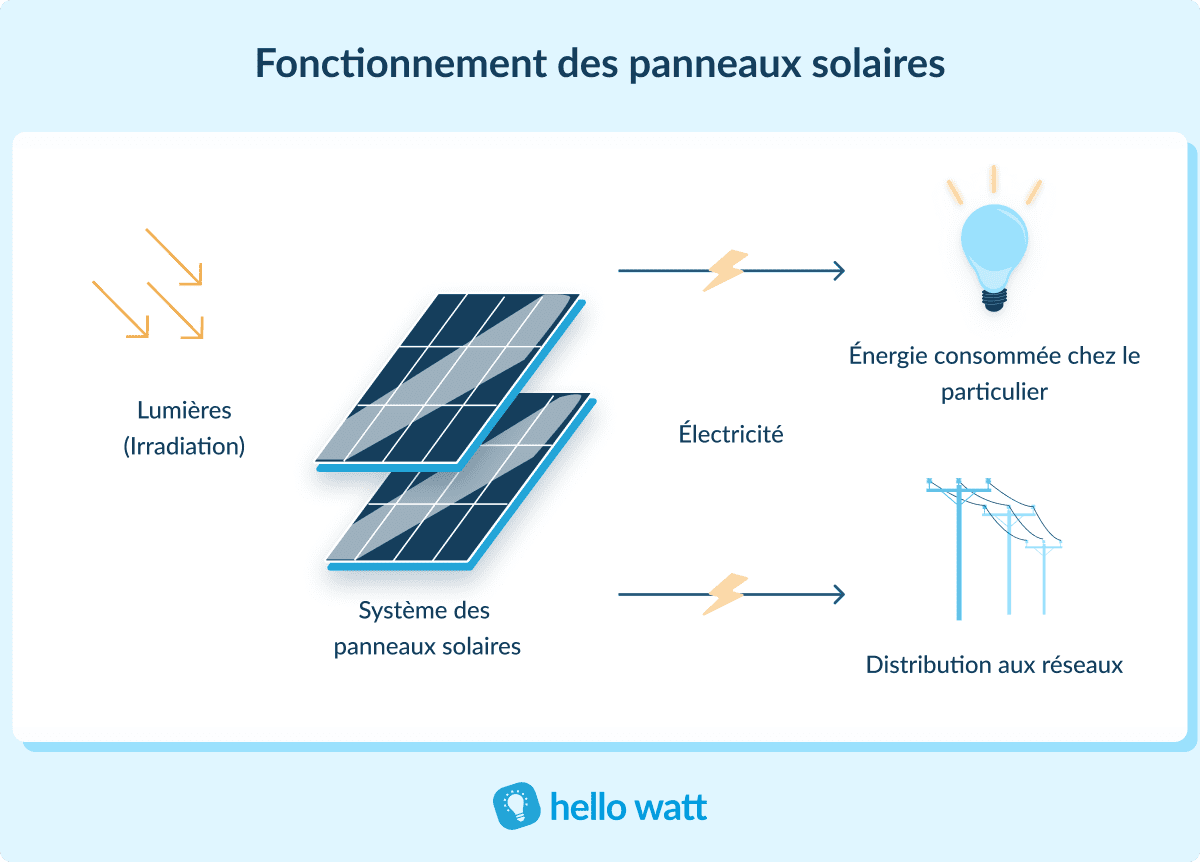 Fonctionnement des panneaux solaires
Lumières
(Irradiation)
Système des
panneaux solaires
Électricité
Énergie consommée chez le
particulier
Distribution aux réseaux
hello watt